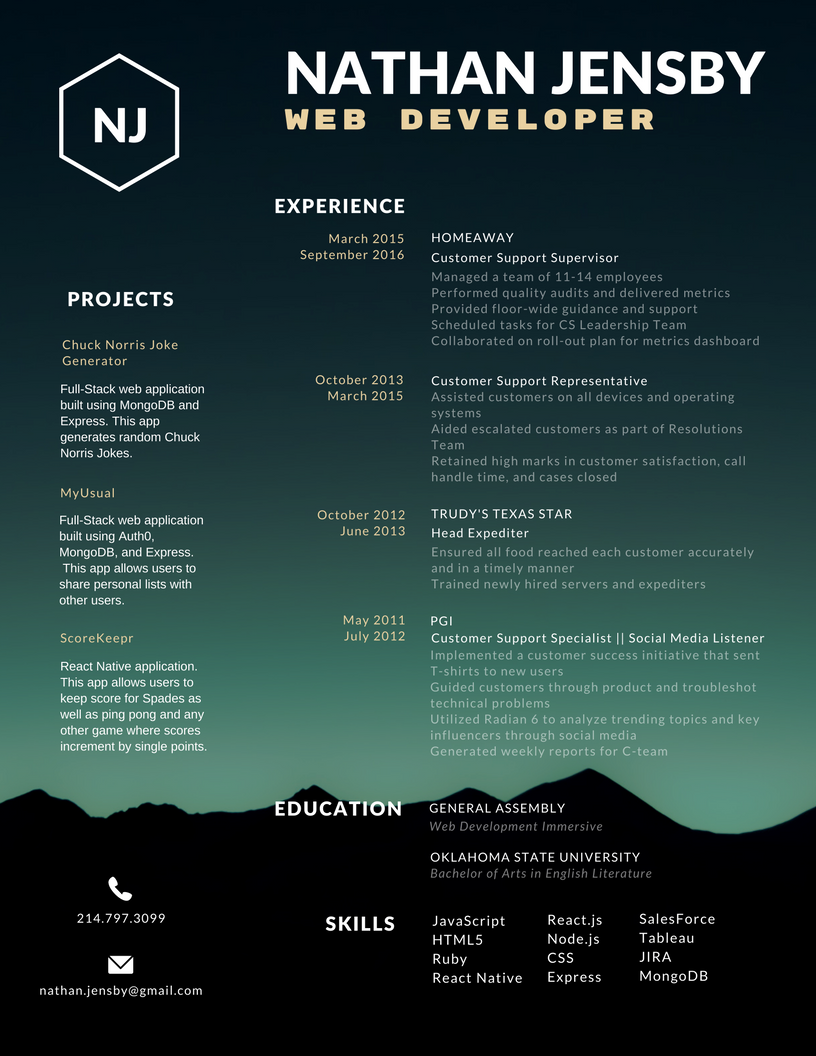 NJ
NATHAN JENSBY
WEB DEVELOPER
PROJECTS
Chuck Norris Joke
Generator
Full-Stack web application
built using MongoDB and
Express. This app
generates random Chuck
Norris Jokes.
MyUsual
Full-Stack web application
built using Auth0,
MongoDB, and Express.
This app allows users to
share personal lists with
other users.
ScoreKeepr
React Native application.
This app allows users to
keep score for Spades as
well as ping pong and any
other game where scores
increment by single points.
214.797.3099
nathan.jensby@gmail.com
EXPERIENCE
March 2015
September 2016
HOMEAWAY
Customer Support Supervisor
Managed a team of 11-14 employees
Performed quality audits and delivered metrics
Provided floor-wide guidance and support
Scheduled tasks for CS Leadership Team
Collaborated on roll-out plan for metrics dashboard
October 2013
March 2015
Customer Support Representative
Assisted customers on all devices and operating
systems
Aided escalated customers as part of Resolutions
Team
Retained high marks in customer satisfaction, call
handle time, and cases closed
October 2012
June 2013
TRUDY'S TEXAS STAR
Head Expediter
Ensured all food reached each customer accurately
and in a timely manner
Trained newly hired servers and expediters
May 2011
July 2012
PGI
Customer Support Specialist || Social Media Listener
Implemented a customer success initiative that sent
T-shirts to new users
Guided customers through product and troubleshot
technical problems
Utilized Radian 6 to analyze trending topics and key
influencers through social media
Generated weekly reports for C-team
EDUCATION
GENERAL ASSEMBLY
Web Development Immersive
OKLAHOMA STATE UNIVERSITY
Bachelor of Arts in English Literature
SKILLS
JavaScript
HTML5
Ruby
React Native
React.js
Node.js
CSS
Express
SalesForce
Tableau
JIRA
MongoDB